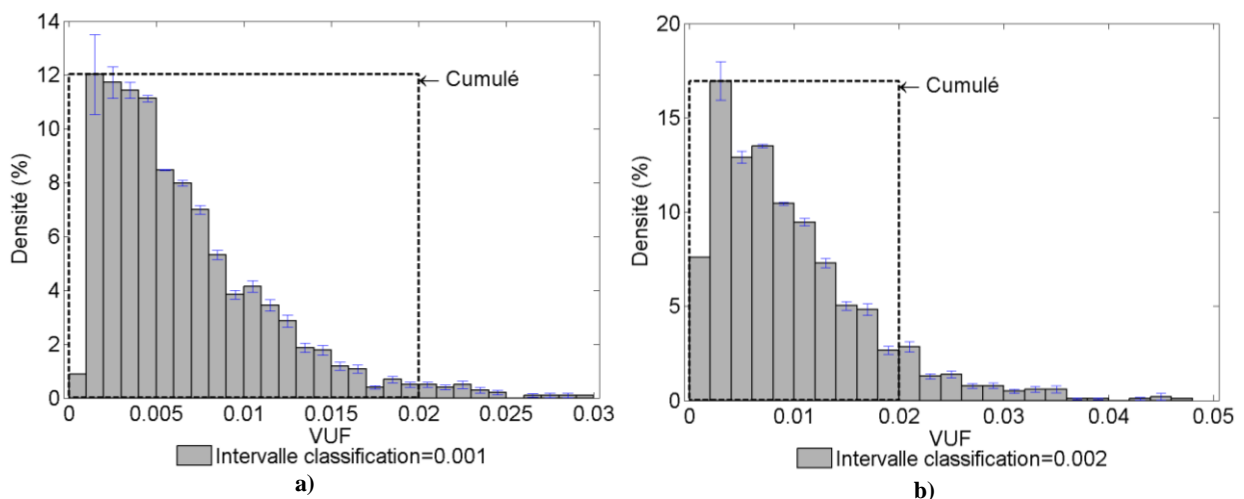 14
12
10
8
6
4
2
0
Densité (%)
← Cumulé
0 0.005 0.01 0.015 0.02 0.025 0.03
VUF
Intervalle classification=0.001
a)
20
15
10
5
0
Densité (%)
← Cumulé
0 0.01 0.02 0.03 0.04 0.05
VUF
Intervalle classification=0.002
b)